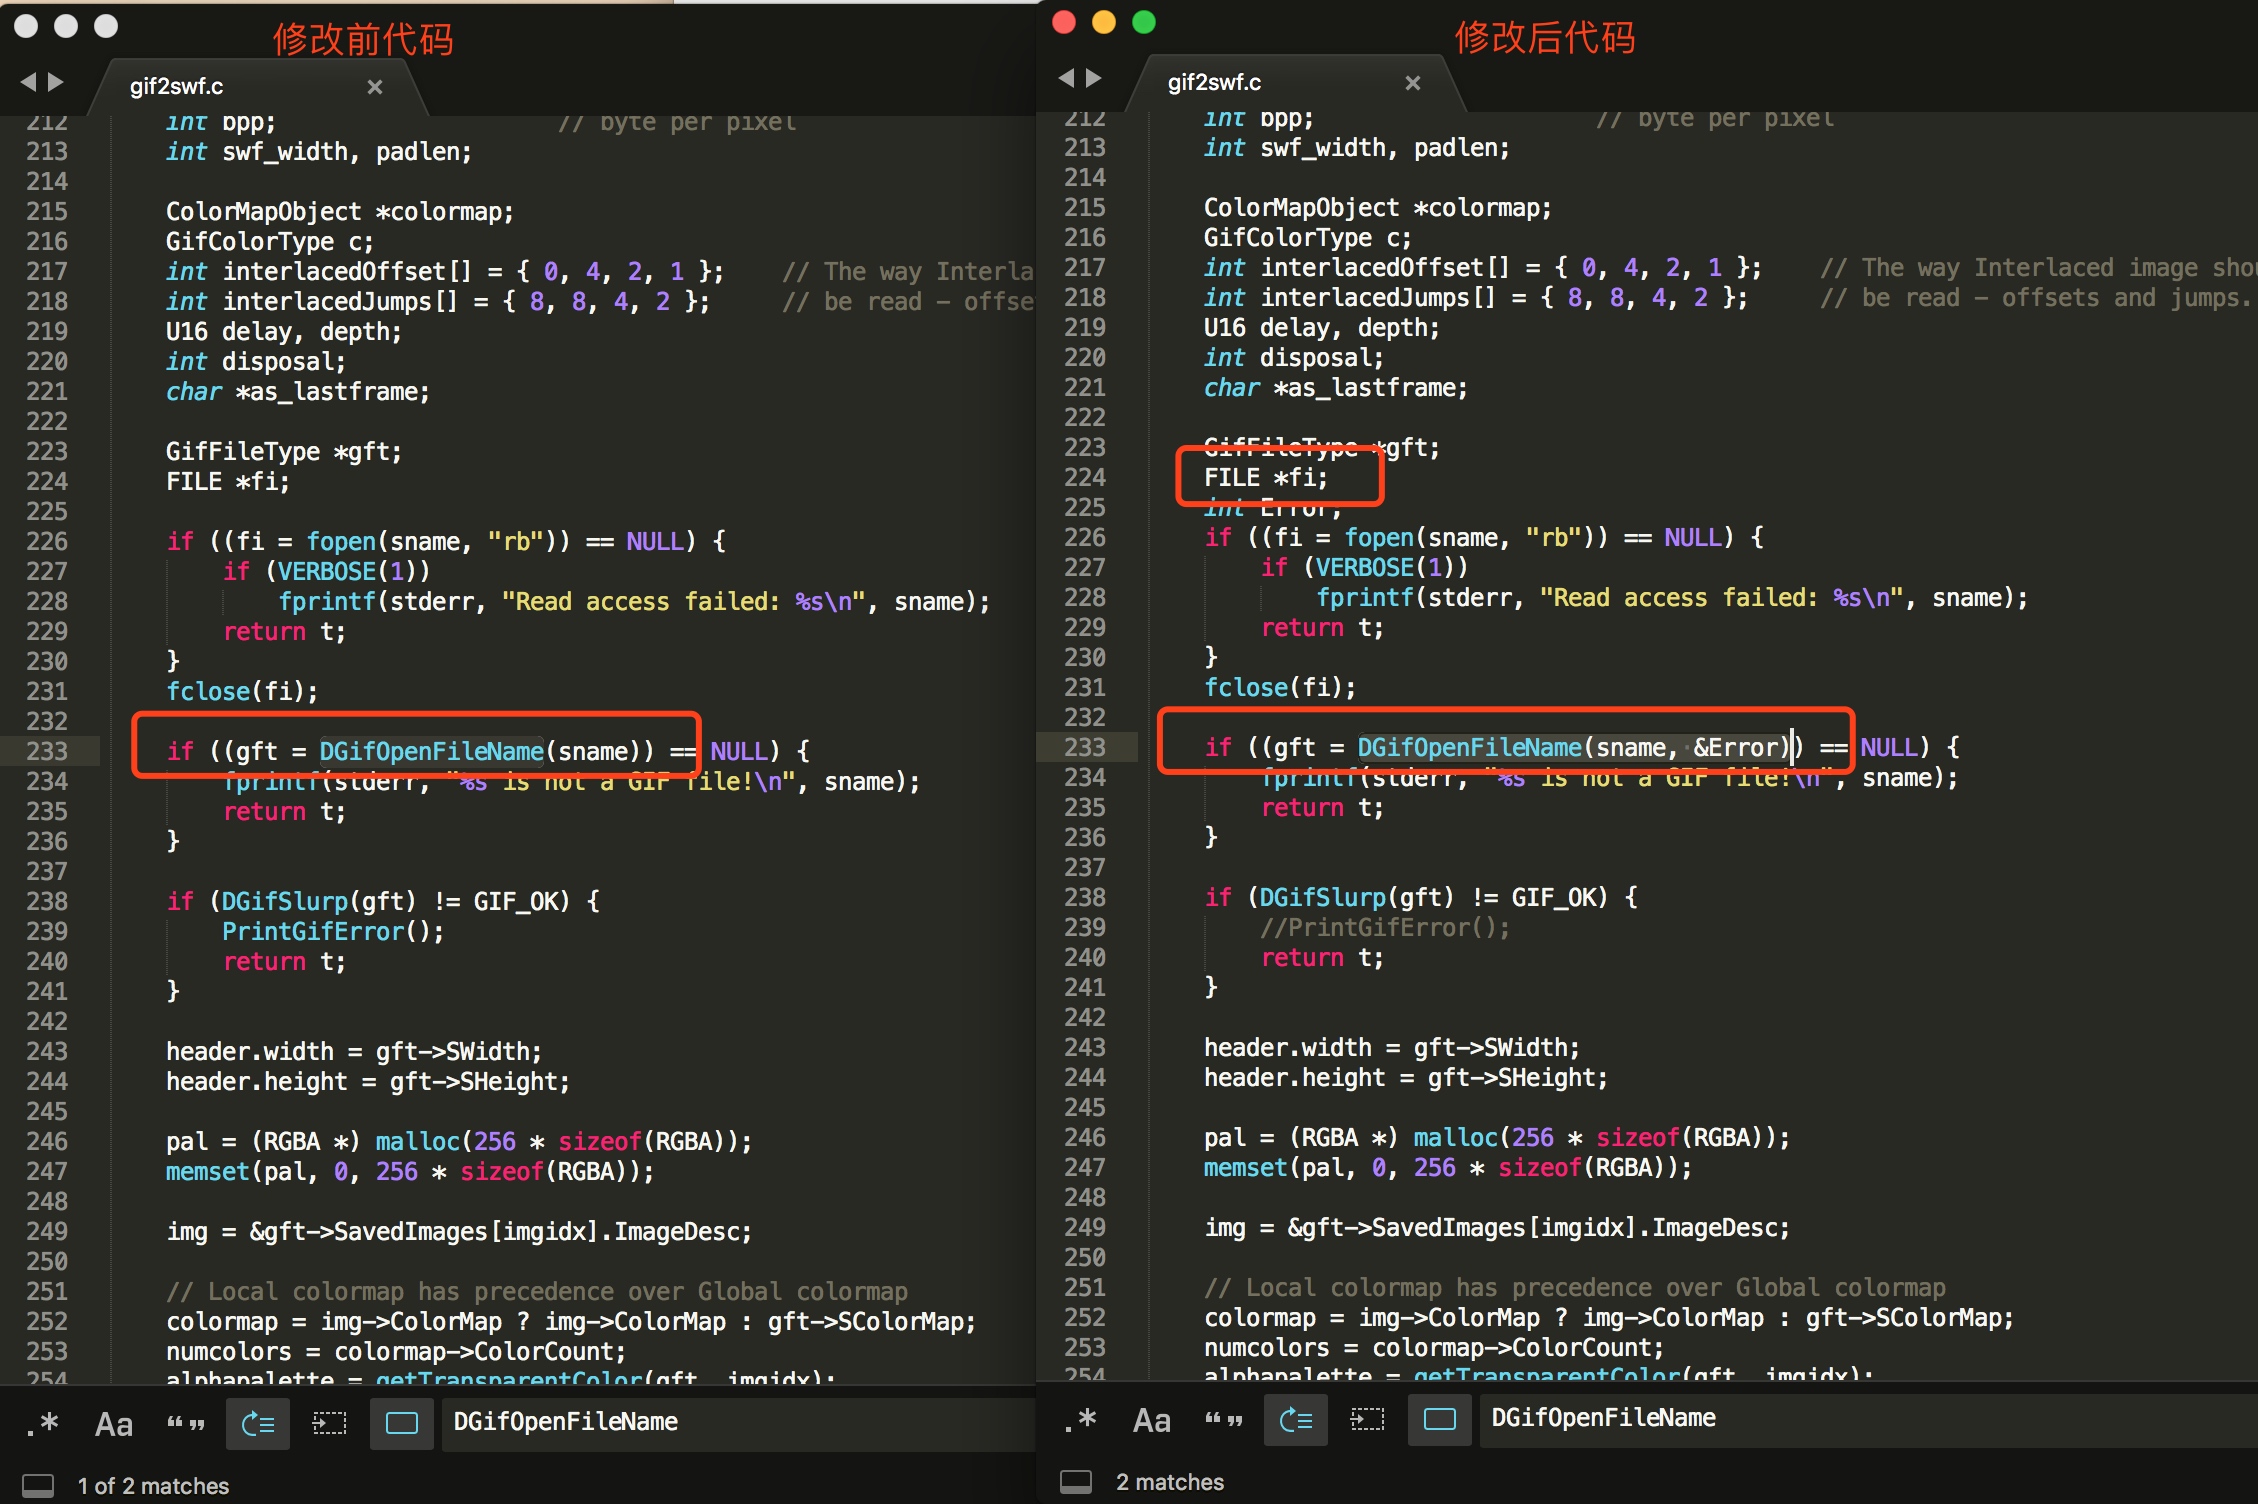 修改前代码
gif2swf.c ×
212 int bpp; // byte per pixel
213 int swf_width, padlen;
214
215 ColorMapObject *colormap;
216 GifColorType c;
217 int interlacedOffset[] = { 0, 4, 2, 1 }; // The way Interla
218 int interlacedJumps[] = { 8, 8, 4, 2 }; // be read – offse
219 U16 delay, depth;
220 int disposal;
221 char *as_lastframe;
222
223 GifFileType *gft;
224 FILE *fi;
225
226 if ((fi = fopen(sname, "rb")) == NULL) {
227 if (VERBOSE(1))
228 fprintf(stderr, "Read access failed: %s\n", sname);
229 return t;
230 }
231 fclose(fi);
232
233 if ((gft = DGifOpenFileName(sname)) == NULL) {
234 fprintf(stderr, "%s is not a GIF file!\n", sname);
235 return t;
236 }
237
238 if (DGifSlurp(gft) != GIF_OK) {
239 PrintGifError();
240 return t;
241 }
242
243 header.width = gft->SWidth;
244 header.height = gft->SHeight;
245
246 pal = (RGBA *) malloc(256 * sizeof(RGBA));
247 memset(pal, 0, 256 * sizeof(RGBA));
248
249 img = &gft->SavedImages[imgidx].ImageDesc;
250
251 // Local colormap has precedence over Global colormap
252 colormap = img->ColorMap ? img->ColorMap : gft->SColorMap;
253 numcolors = colormap->ColorCount;
254 alphapalette = getTransparentColor(gft, imgidx);
.* Aa “” DGifOpenFileName
1 of 2 matches
修改后代码
gif2swf.c ×
212 int bpp; // byte per pixel
213 int swf_width, padlen;
214
215 ColorMapObject *colormap;
216 GifColorType c;
217 int interlacedOffset[] = { 0, 4, 2, 1 }; // The way Interlaced image shou
218 int interlacedJumps[] = { 8, 8, 4, 2 }; // be read – offsets and jumps.
219 U16 delay, depth;
220 int disposal;
221 char *as_lastframe;
222
223 GifFileType *gft;
224 FILE *fi;
225 int Error;
226 if ((fi = fopen(sname, "rb")) == NULL) {
227 if (VERBOSE(1))
228 fprintf(stderr, "Read access failed: %s\n", sname);
229 return t;
230 }
231 fclose(fi);
232
233 if ((gft = DGifOpenFileName(sname, &Error)) == NULL) {
234 fprintf(stderr, "%s is not a GIF file!\n", sname);
235 return t;
236 }
237
238 if (DGifSlurp(gft) != GIF_OK) {
239 //PrintGifError();
240 return t;
241 }
242
243 header.width = gft->SWidth;
244 header.height = gft->SHeight;
245
246 pal = (RGBA *) malloc(256 * sizeof(RGBA));
247 memset(pal, 0, 256 * sizeof(RGBA));
248
249 img = &gft->SavedImages[imgidx].ImageDesc;
250
251 // Local colormap has precedence over Global colormap
252 colormap = img->ColorMap ? img->ColorMap : gft->SColorMap;
253 numcolors = colormap->ColorCount;
254 alphapalette = getTransparentColor(gft, imgidx);
.* Aa “” DGifOpenFileName
2 matches